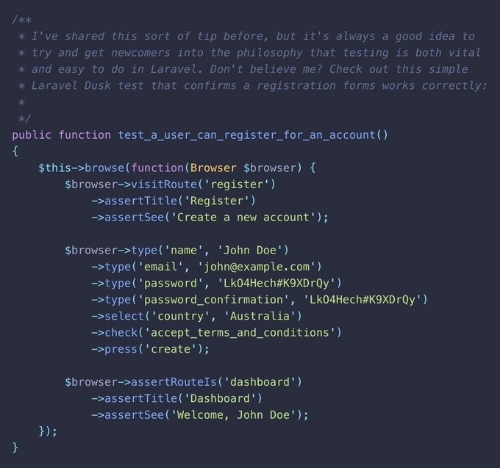 /**
 * I've shared this sort of tip before, but it's always a good idea to
 * try and get newcomers into the philosophy that testing is both vital
 * and easy to do in Laravel. Don't believe me? Check out this simple
 * Laravel Dusk test that confirms a registration forms works correctly:
 *
 */
public function test_a_user_can_register_for_an_account()
{
    $this->browse(function(Browser $browser) {
        $browser->visitRoute('register')
            ->assertTitle('Register')
            ->assertSee('Create a new account');

        $browser->type('name', 'John Doe')
            ->type('email', 'john@example.com')
            ->type('password', 'LkO4Hech#K9XDrQy')
            ->type('password_confirmation', 'LkO4Hech#K9XDrQy')
            ->select('country', 'Australia')
            ->check('accept_terms_and_conditions')
            ->press('create');

        $browser->assertRouteIs('dashboard')
            ->assertTitle('Dashboard')
            ->assertSee('Welcome, John Doe');
    });
}